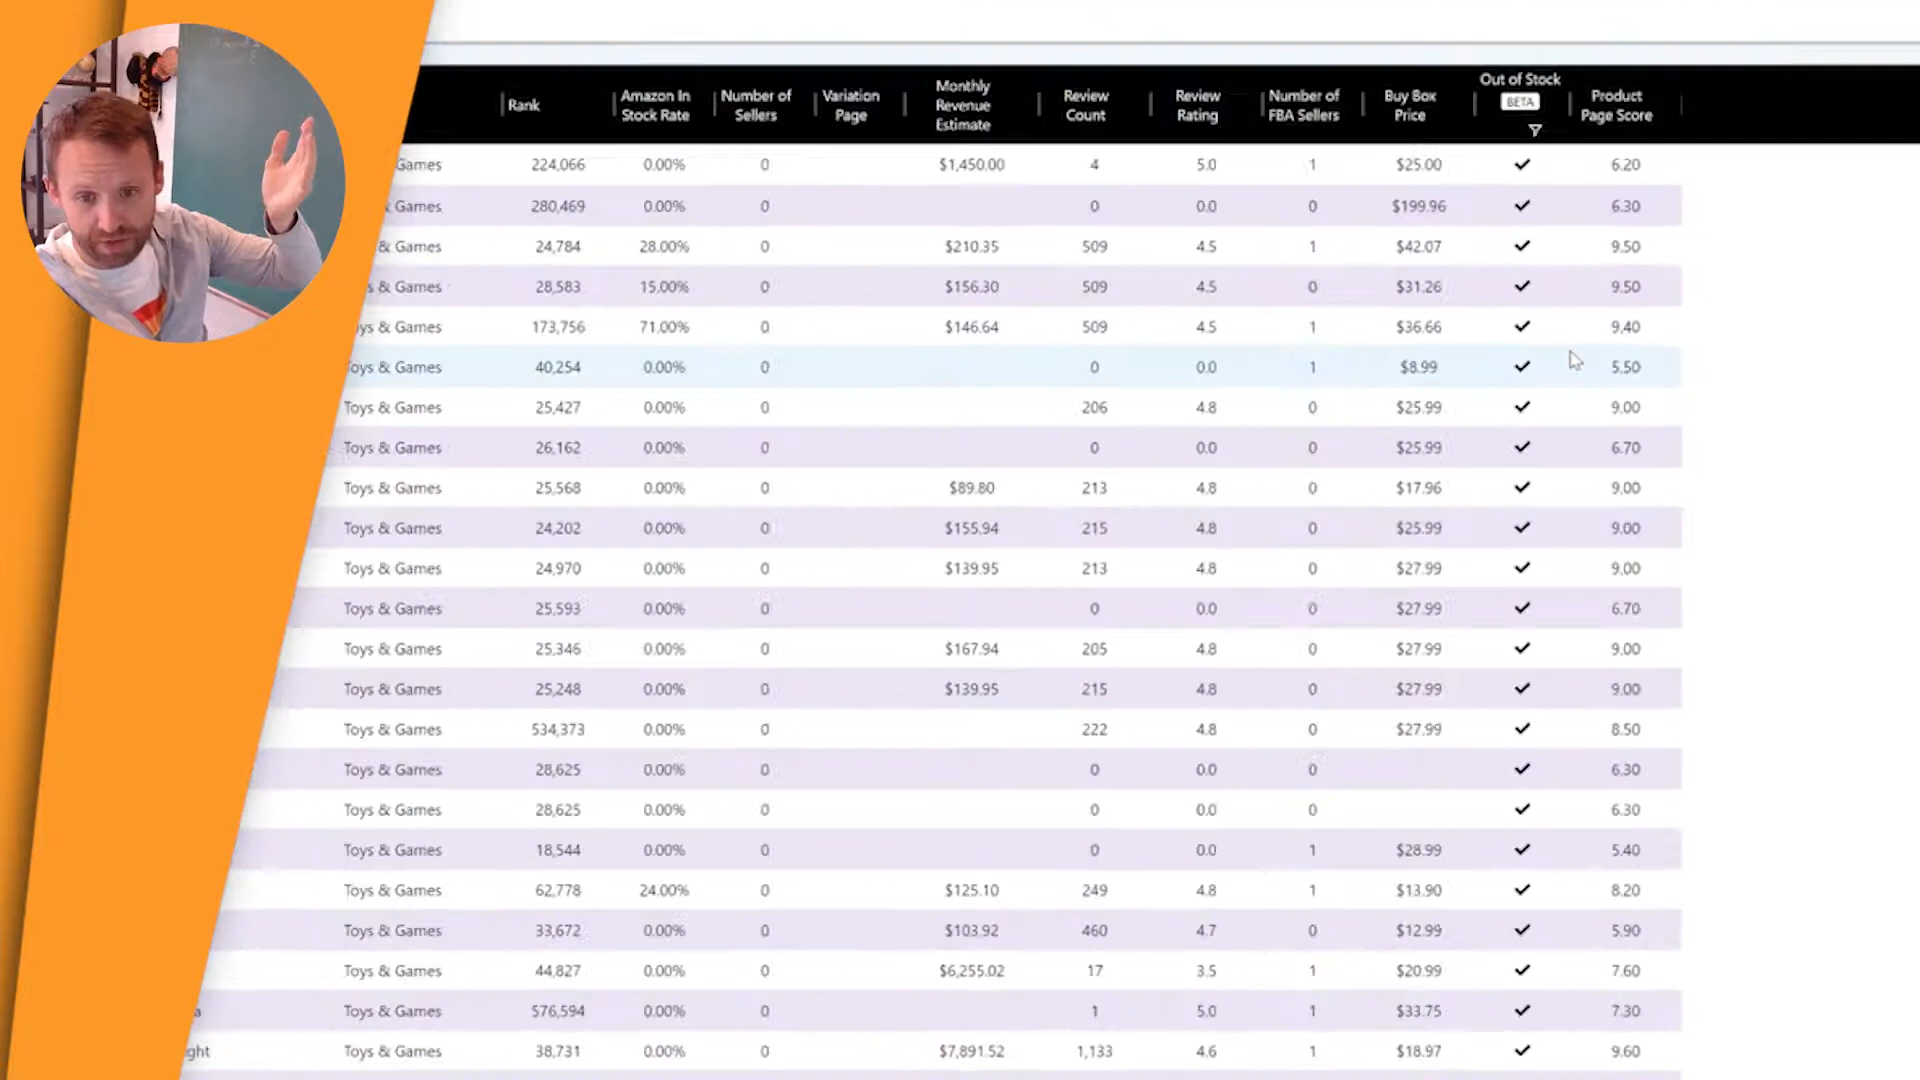 Rank Amazon In Stock Rate Number of Sellers Variation Page Monthly Revenue Estimate Review Count Review Rating Number of FBA Sellers Buy Box Price Out of Stock BETA Product Page Score
Games 224,066 0.00% 0 $1,450.00 4 5.0 1 $25.00 ✔ 6.20
& Games 280,469 0.00% 0 0 0.0 0 $199.96 ✔ 6.30
& Games 24,784 28.00% 0 $210.35 509 4.5 1 $42.07 ✔ 9.50
s & Games 28,583 15.00% 0 $156.30 509 4.5 0 $31.26 ✔ 9.50
ys & Games 173,756 71.00% 0 $146.64 509 4.5 1 $36.66 ✔ 9.40
Toys & Games 40,254 0.00% 0 0 0.0 1 $8.99 ✔ 5.50
Toys & Games 25,427 0.00% 0 206 4.8 0 $25.99 ✔ 9.00
Toys & Games 26,162 0.00% 0 0 0.0 0 $25.99 ✔ 6.70
Toys & Games 25,568 0.00% 0 $89.80 213 4.8 0 $17.96 ✔ 9.00
Toys & Games 24,202 0.00% 0 $155.94 215 4.8 0 $25.99 ✔ 9.00
Toys & Games 24,970 0.00% 0 $139.95 213 4.8 0 $27.99 ✔ 9.00
Toys & Games 25,593 0.00% 0 0 0.0 0 $27.99 ✔ 6.70
Toys & Games 25,346 0.00% 0 $167.94 205 4.8 0 $27.99 ✔ 9.00
Toys & Games 25,248 0.00% 0 $139.95 215 4.8 0 $27.99 ✔ 9.00
Toys & Games 534,373 0.00% 0 222 4.8 0 $27.99 ✔ 8.50
Toys & Games 28,625 0.00% 0 0 0.0 0 ✔ 6.30
Toys & Games 28,625 0.00% 0 0 0.0 0 ✔ 6.30
Toys & Games 18,544 0.00% 0 0 0.0 1 $28.99 ✔ 5.40
Toys & Games 62,778 24.00% 0 $125.10 249 4.8 1 $13.90 ✔ 8.20
Toys & Games 33,672 0.00% 0 $103.92 460 4.7 0 $12.99 ✔ 5.90
Toys & Games 44,827 0.00% 0 $6,255.02 17 3.5 1 $20.99 ✔ 7.60
a Toys & Games 576,594 0.00% 0 1 5.0 1 $33.75 ✔ 7.30
ght Toys & Games 38,731 0.00% 0 $7,891.52 1,133 4.6 1 $18.97 ✔ 9.60